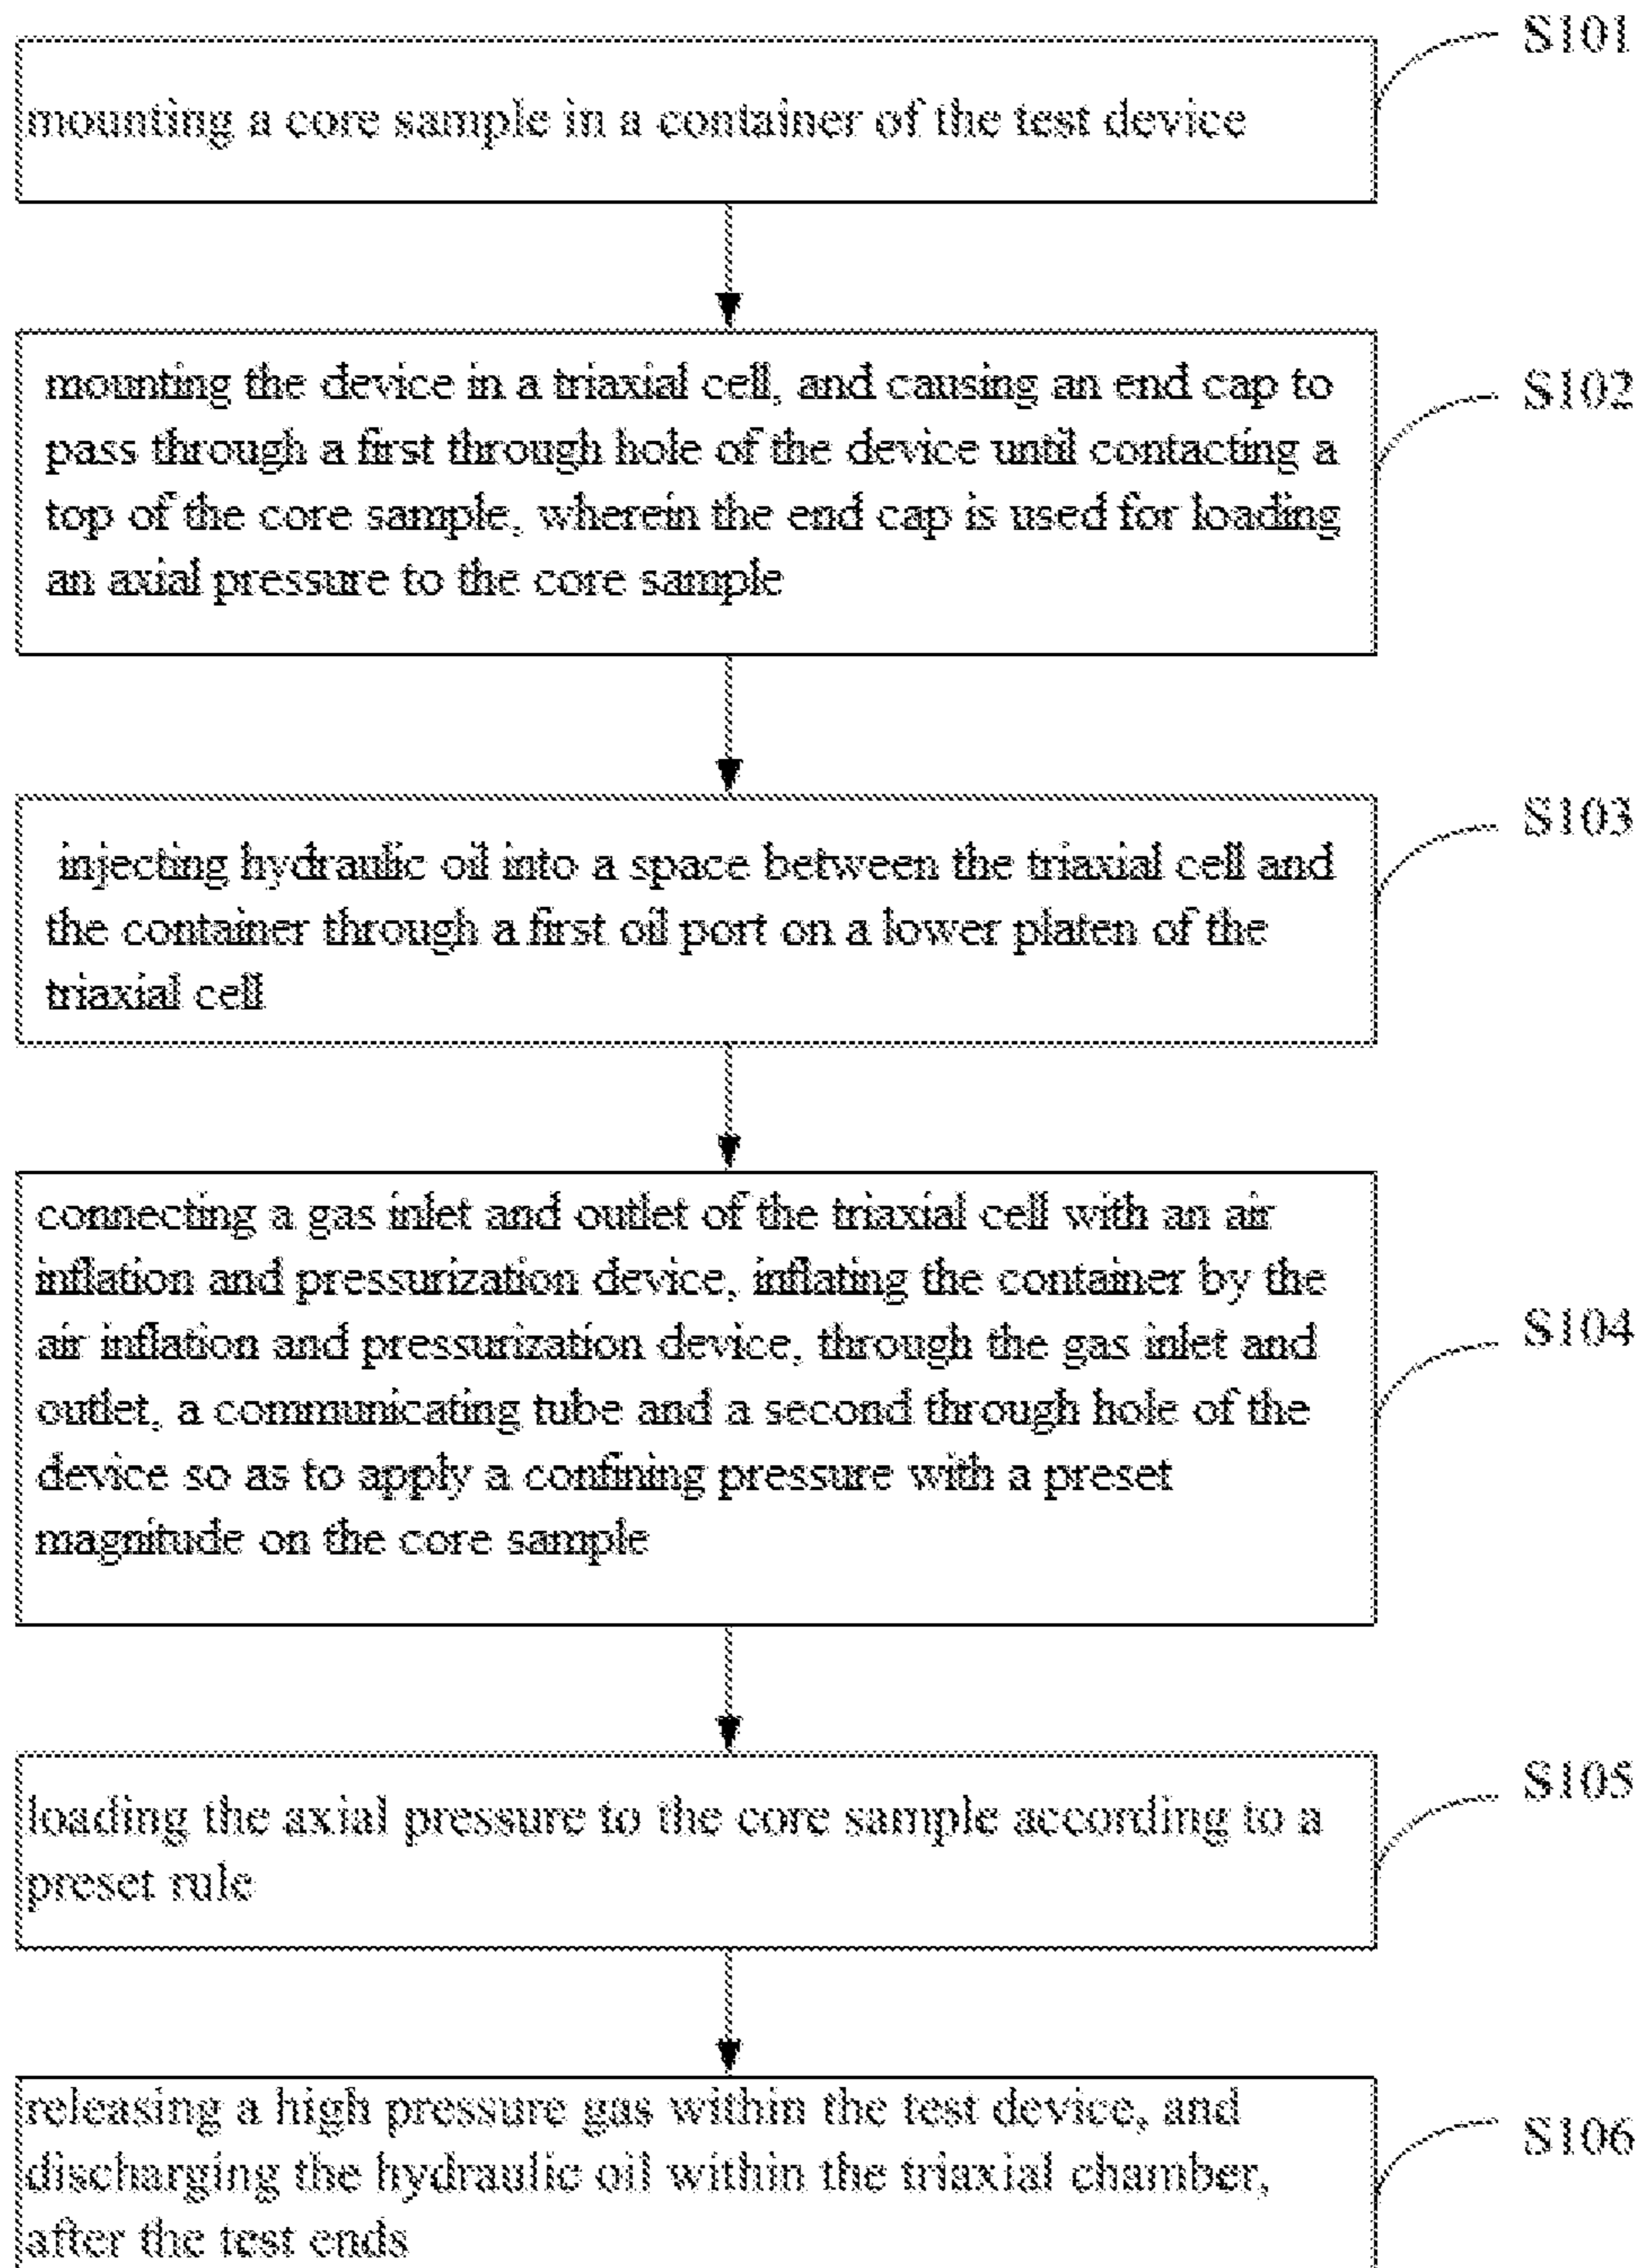 S101
mounting a core sample in a container of the test device
mounting the device in a triaxial cell, and causing an end cap to
S102
pass through a first through hole of the device until contacting a
top of the core sample, wherein the end cap is used for loading
an axial pressure to the core sample
S103
injecting hydraulic oil into a space between the triaxial cell and
the container through a first oil port on a lower platen of the
triaxial cell
connecting a gas inlet and outlet of the triaxial cell with an air
inflation and pressurization device, inflating the container by the
air inflation and pressurization device, through the gas inlet and
S104
outlet, a communicating tube and a second through hole of the
device so as to apply a confining pressure with a preset
magnitude on the core sample
S105
loading the axial pressure to the core sample according to a
preset rule
releasing a high pressure gas within the test device, and
S106
discharging the hydraulic oil within the triaxial chamber,
after the test ends